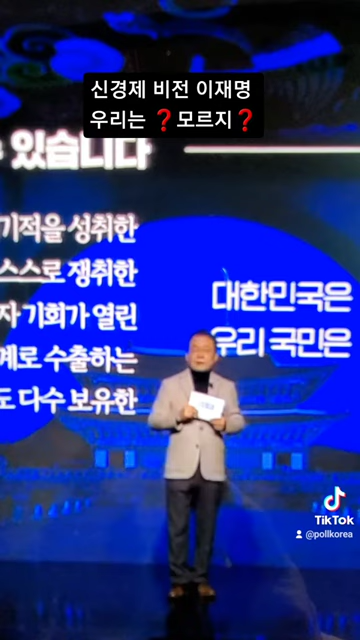 신경제 비전 이재명
우리는 ❓모르지❓
있습니다
기적을 성취한
스스로 쟁취한
자 기회가 열린
계로 수출하는
도 다수 보유한
대한민국은
우리 국민은
TikTok
@pollkorea